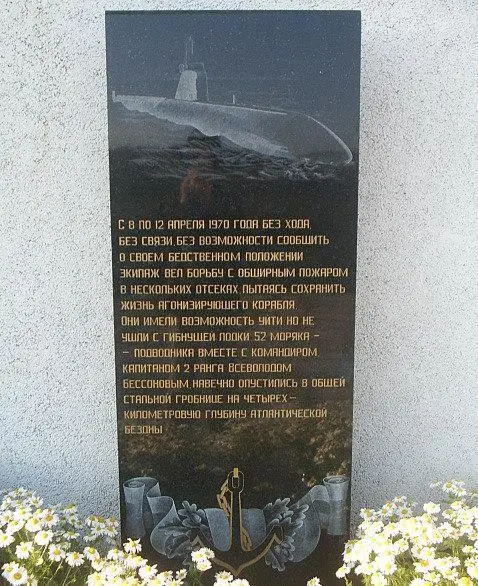 С 8 ПО 12 АПРЕЛЯ 1970 ГОДА БЕЗ ХОДА,
БЕЗ СВЯЗИ, БЕЗ ВОЗМОЖНОСТИ СООБЩИТЬ
О СВОЕМ БЕДСТВЕННОМ ПОЛОЖЕНИИ
ЭКИПАЖ ВЕЛ БОРЬБУ С ОБШИРНЫМ ПОЖАРОМ
В НЕСКОЛЬКИХ ОТСЕКАХ, ПЫТАЯСЬ СОХРАНИТЬ
ЖИЗНЬ АГОНИЗИРУЮЩЕГО КОРАБЛЯ.
ОНИ ИМЕЛИ ВОЗМОЖНОСТЬ УЙТИ НО НЕ
УШЛИ С ГИБНУЩЕЙ ЛОДКИ. 52 МОРЯКА –
– ПОДВОДНИКА ВМЕСТЕ С КОМАНДИРОМ
КАПИТАНОМ 2 РАНГА ВСЕВОЛОДОМ
БЕССОНОВЫМ, НАВЕЧНО ОПУСТИЛИСЬ В ОБЩЕЙ
СТАЛЬНОЙ ГРОБНИЦЕ НА ЧЕТЫРЕХ–
КИЛОМЕТРОВУЮ ГЛУБИНУ АТЛАНТИЧЕСКОЙ
БЕЗДНЫ